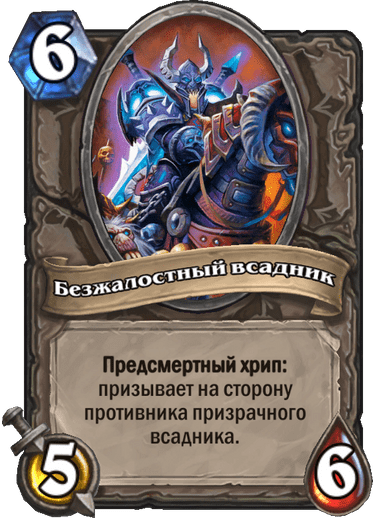 6
Безжалостный всадник
Предсмертный хрип:
призывает на сторону
противника призрачного
всадника.
5
6